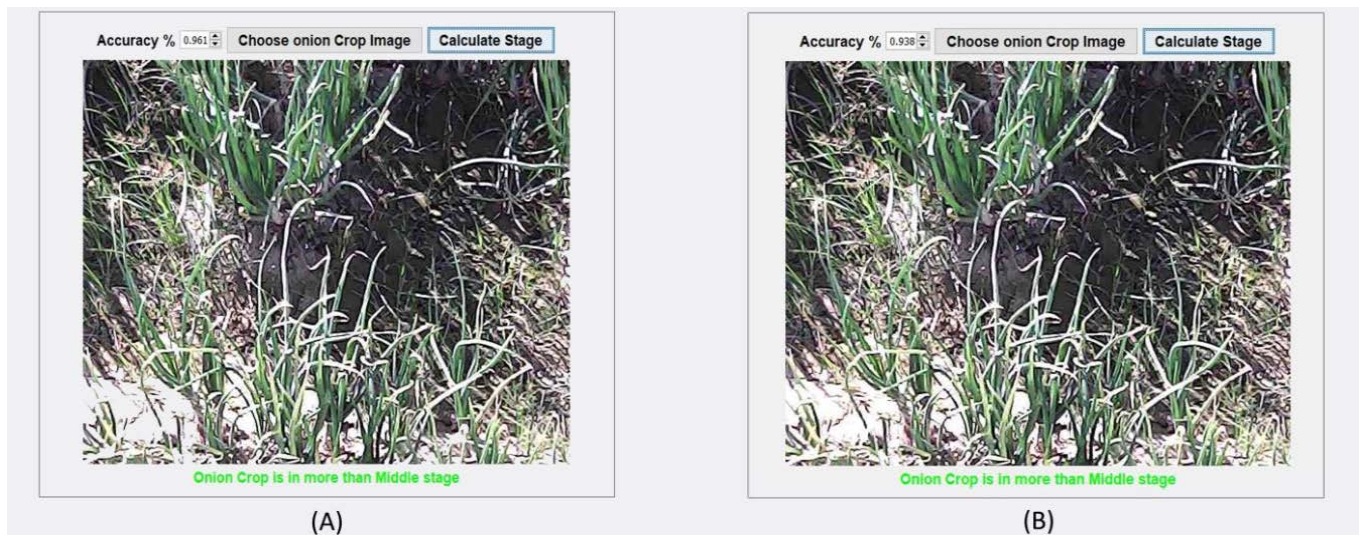 Accuracy % 0.961 Choose onion Crop Image Calculate Stage
Onion Crop is in more than Middle stage
(A)
Accuracy % 0.938 Choose onion Crop Image Calculate Stage
Onion Crop is in more than Middle stage
(B)